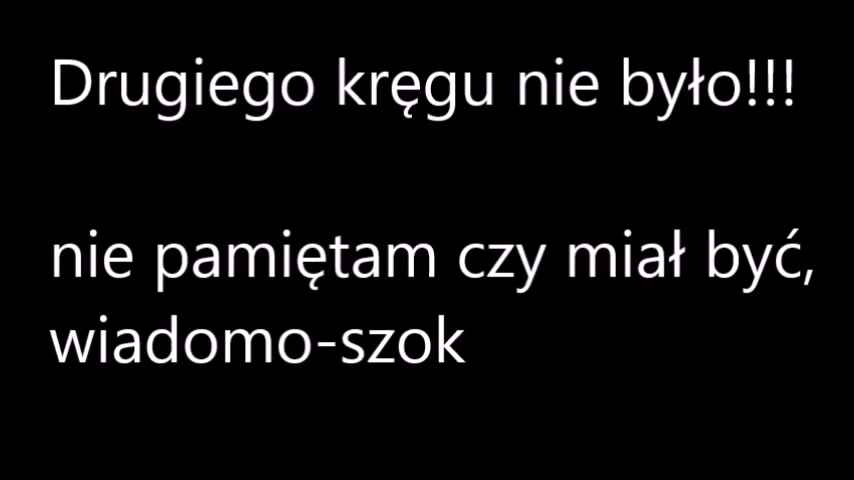 Drugiego kręgu nie było!!!
nie pamiętam czy miał być,
wiadomo-szok